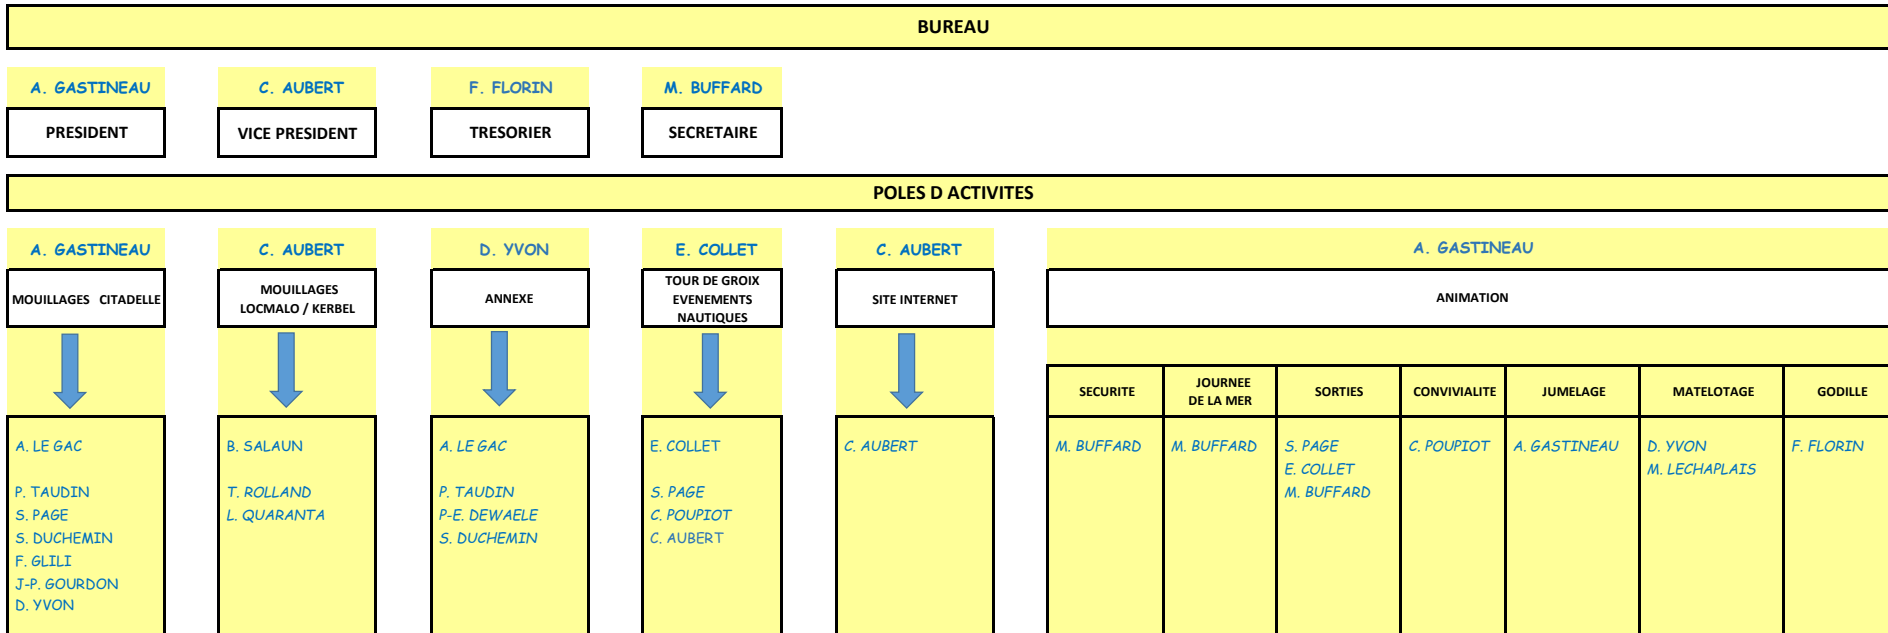 BUREAU
A. GASTINEAU
C. AUBERT
F. FLORIN
M. BUFFARD
PRESIDENT
VICE PRESIDENT
TRESORIER
SECRETAIRE
POLES D ACTIVITES
A. GASTINEAU
C. AUBERT
D. YVON
E. COLLET
C. AUBERT
A. GASTINEAU
MOUILLAGES CITADELLE
MOUILLAGES
LOCMALO / KERBEL
ANNEXE
TOUR DE GROIX
EVENEMENTS
NAUTIQUES
SITE INTERNET
ANIMATION
SECURITE
JOURNEE
DE LA MER
SORTIES
CONVIVIALITE
JUMELAGE
MATELOTAGE
GODILLE
A. LE GAC
P. TAUDIN
S. PAGE
S. DUCHEMIN
F. GLILI
J-P. GOURDON
D. YVON
B. SALAUN
T. ROLLAND
L. QUARANTA
A. LE GAC
P. TAUDIN
P-E. DEWAELE
S. DUCHEMIN
E. COLLET
S. PAGE
C. POUPIOT
C. AUBERT
C. AUBERT
M. BUFFARD
M. BUFFARD
S. PAGE
E. COLLET
M. BUFFARD
C. POUPIOT
A. GASTINEAU
D. YVON
M. LECHAPLAIS
F. FLORIN